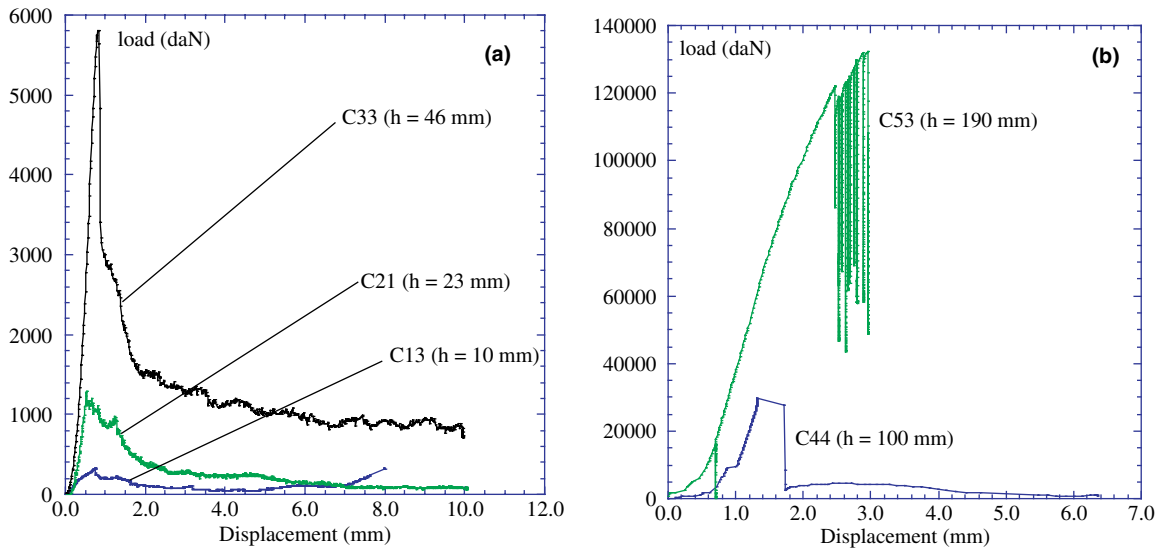 6000
load (daN)
(a)
5000
C33 (h = 46 mm)
4000
3000
C21 (h = 23 mm)
2000
C13 (h = 10 mm)
1000
0
0.0 2.0 4.0 6.0 8.0 10.0 12.0
Displacement (mm)
140000
load (daN)
(b)
120000
C53 (h = 190 mm)
100000
80000
60000
40000
20000
C44 (h = 100 mm)
0
0.0 1.0 2.0 3.0 4.0 5.0 6.0 7.0
Displacement (mm)